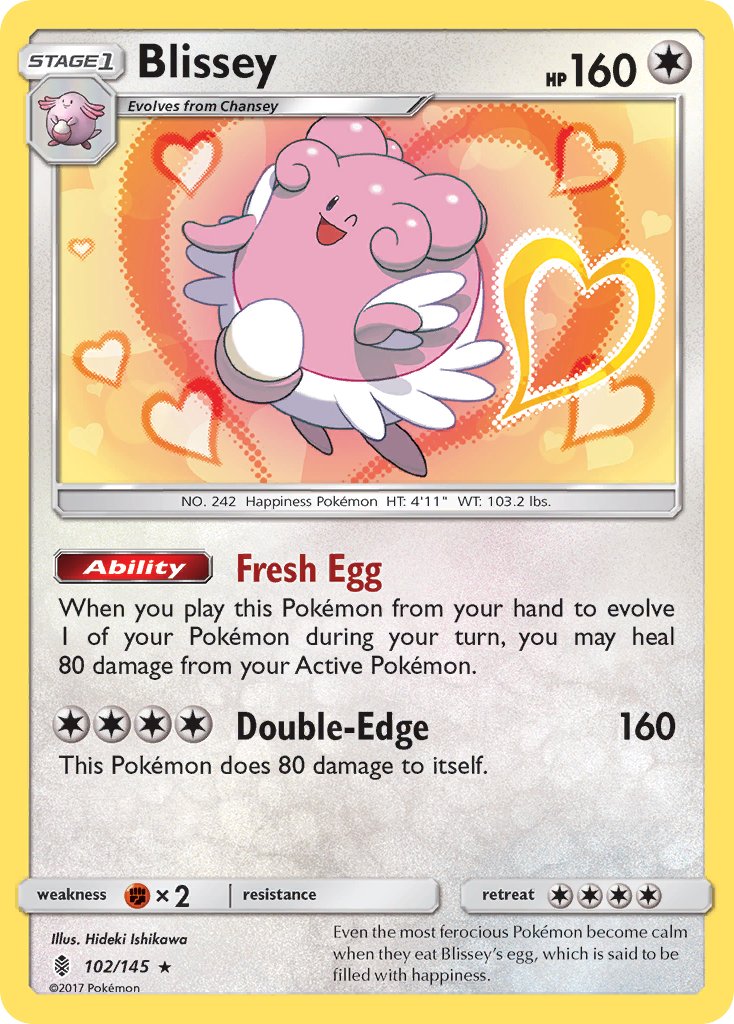 STAGE1
Blissey
HP 160
Evolves from Chansey
NO. 242 Happiness Pokémon HT: 4'11" WT: 103.2 lbs.
Ability Fresh Egg
When you play this Pokémon from your hand to evolve
1 of your Pokémon during your turn, you may heal
80 damage from your Active Pokémon.
Double-Edge 160
This Pokémon does 80 damage to itself.
weakness × 2 resistance retreat
Illus. Hideki Ishikawa
102/145 ★
©2017 Pokémon
Even the most ferocious Pokémon become calm
when they eat Blissey's egg, which is said to be
filled with happiness.